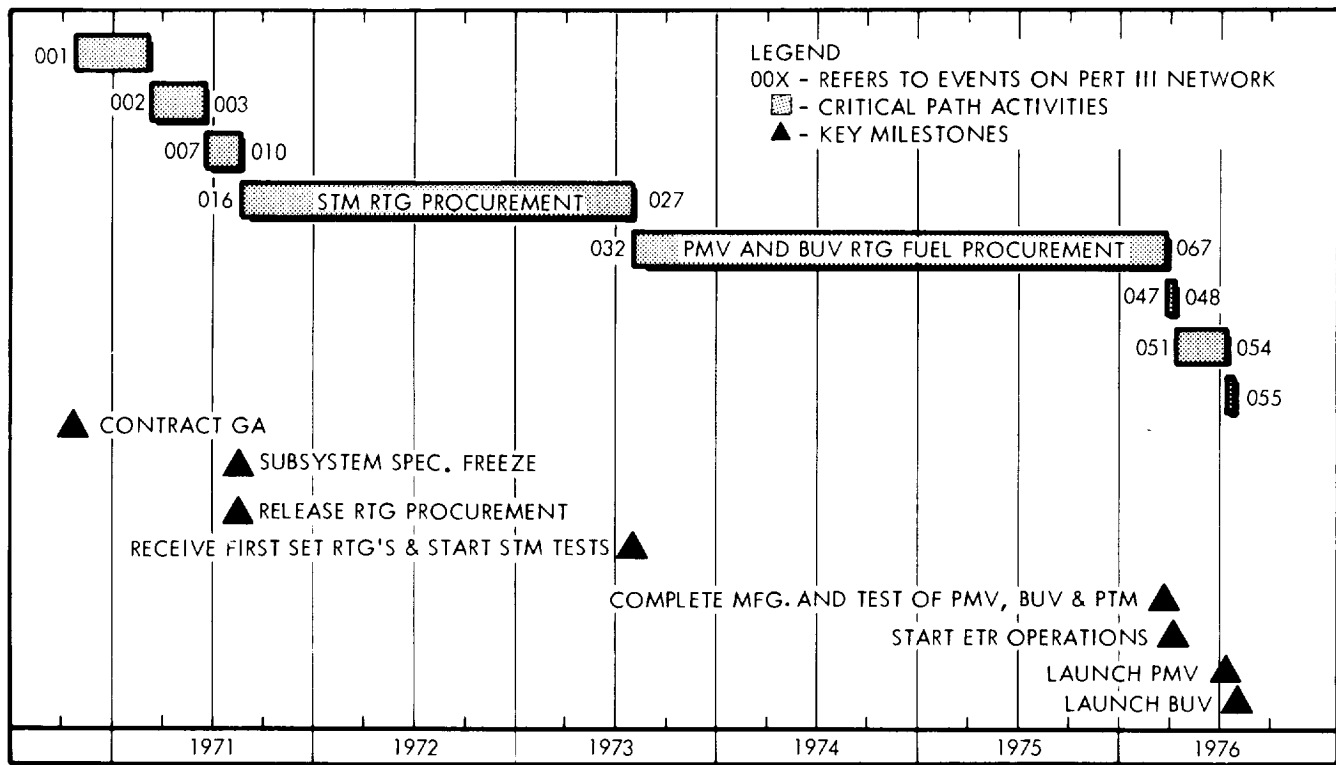 LEGEND
00X - REFERS TO EVENTS ON PERT III NETWORK
- CRITICAL PATH ACTIVITIES
▲ - KEY MILESTONES
001
002 003
007 010
016 STM RTG PROCUREMENT 027
032 PMV AND BUV RTG FUEL PROCUREMENT 067
047 048
051 054
055
CONTRACT GA
SUBSYSTEM SPEC. FREEZE
RELEASE RTG PROCUREMENT
RECEIVE FIRST SET RTG'S & START STM TESTS
COMPLETE MFG. AND TEST OF PMV, BUV & PTM
START ETR OPERATIONS
LAUNCH PMV
LAUNCH BUV
1971 1972 1973 1974 1975 1976